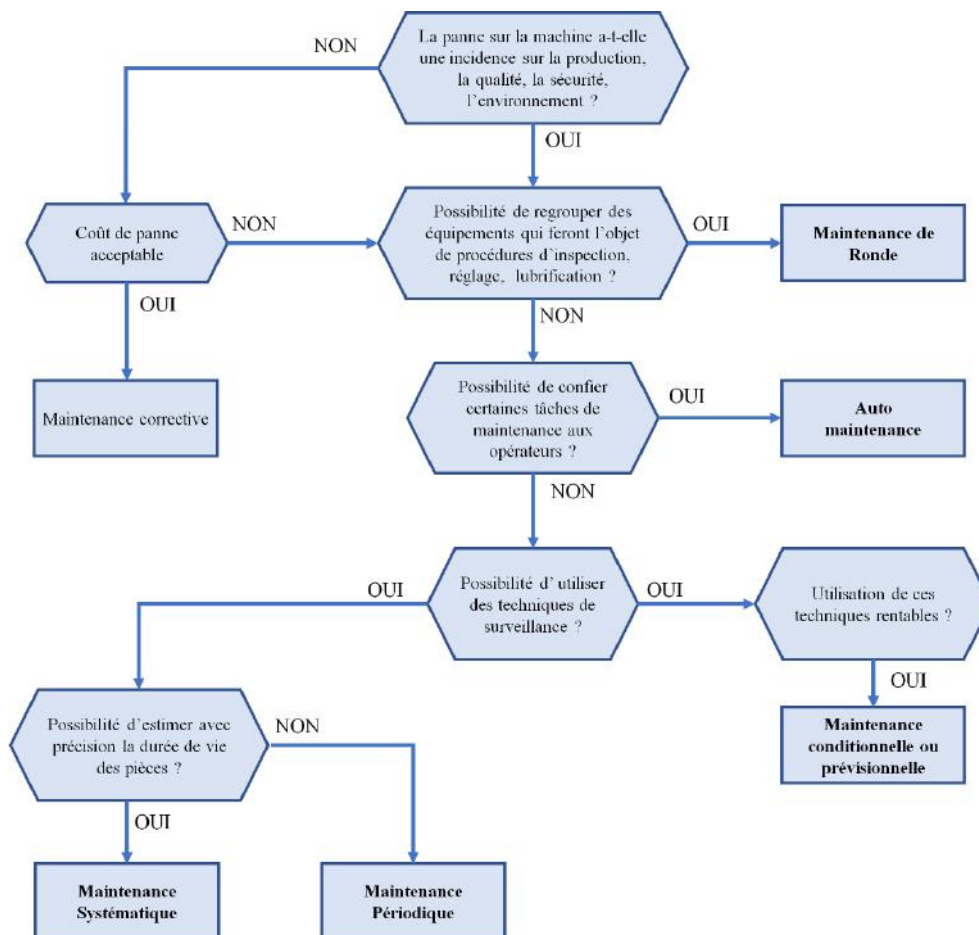 La panne sur la machine a-t-elle
une incidence sur la production,
la qualité, la sécurité,
l'environnement ?
NON
OUI
Coût de panne
acceptable
NON
Possibilité de regrouper des
équipements qui feront l'objet
de procédures d'inspection,
réglage, lubrification ?
OUI
Maintenance de
Ronde
OUI
NON
Maintenance corrective
Possibilité de confier
certaines tâches de
maintenance aux
opérateurs ?
OUI
Auto
maintenance
NON
OUI
Possibilité d'utiliser
des techniques de
surveillance ?
OUI
Utilisation de ces
techniques rentables ?
OUI
Possibilité d'estimer avec
précision la durée de vie
des pièces ?
NON
Maintenance
conditionnelle ou
prévisionnelle
OUI
Maintenance
Systématique
Maintenance
Périodique